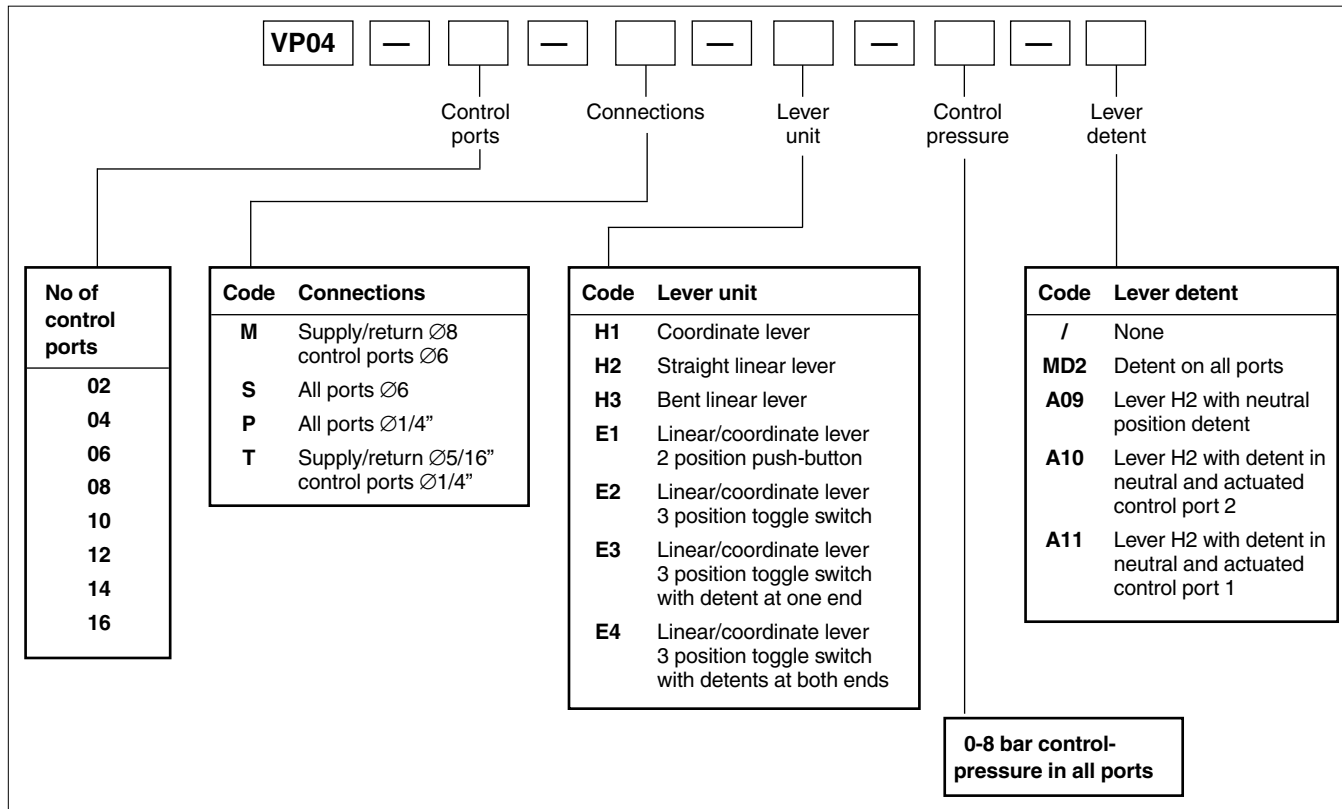 VP04 — — — — —
Control ports
Connections
Lever unit
Control pressure
Lever detent
No of
control
ports
02
04
06
08
10
12
14
16
Code Connections
M Supply/return ∅8
control ports ∅6
S All ports ∅6
P All ports ∅1/4”
T Supply/return ∅5/16”
control ports ∅1/4”
Code Lever unit
H1 Coordinate lever
H2 Straight linear lever
H3 Bent linear lever
E1 Linear/coordinate lever
2 position push-button
E2 Linear/coordinate lever
3 position toggle switch
E3 Linear/coordinate lever
3 position toggle switch
with detent at one end
E4 Linear/coordinate lever
3 position toggle switch
with detents at both ends
Code Lever detent
/ None
MD2 Detent on all ports
A09 Lever H2 with neutral
position detent
A10 Lever H2 with detent in
neutral and actuated
control port 2
A11 Lever H2 with detent in
neutral and actuated
control port 1
0-8 bar control-
pressure in all ports